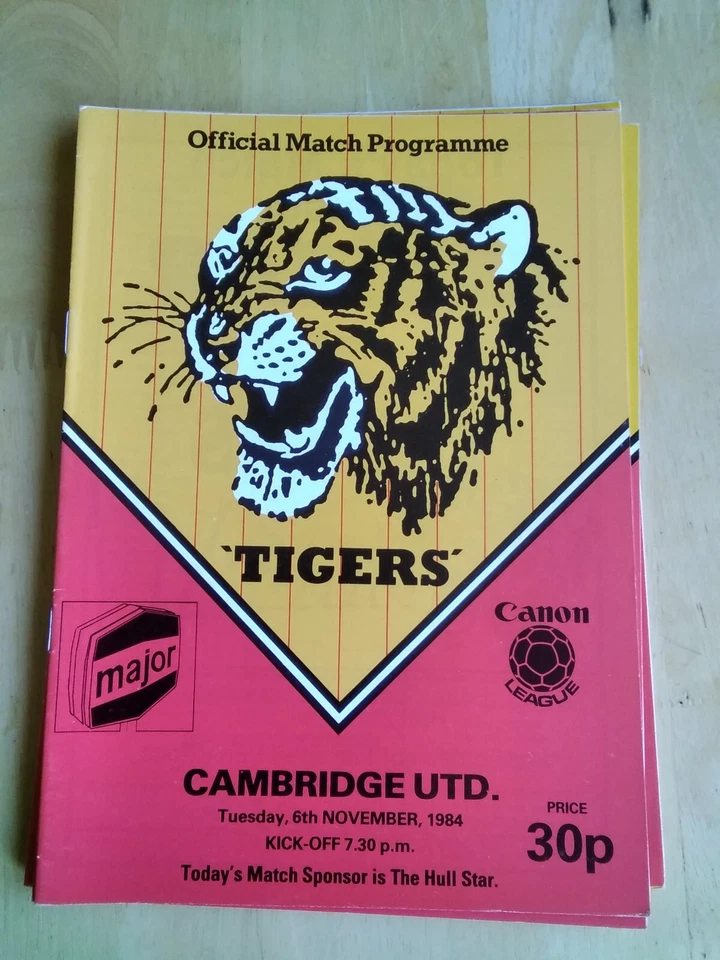 Official Match Programme
`TIGERS´
major
Canon
LEAGUE
CAMBRIDGE UTD.
Tuesday, 6th NOVEMBER, 1984
KICK-OFF 7.30 p.m.
Today's Match Sponsor is The Hull Star.
PRICE
30p